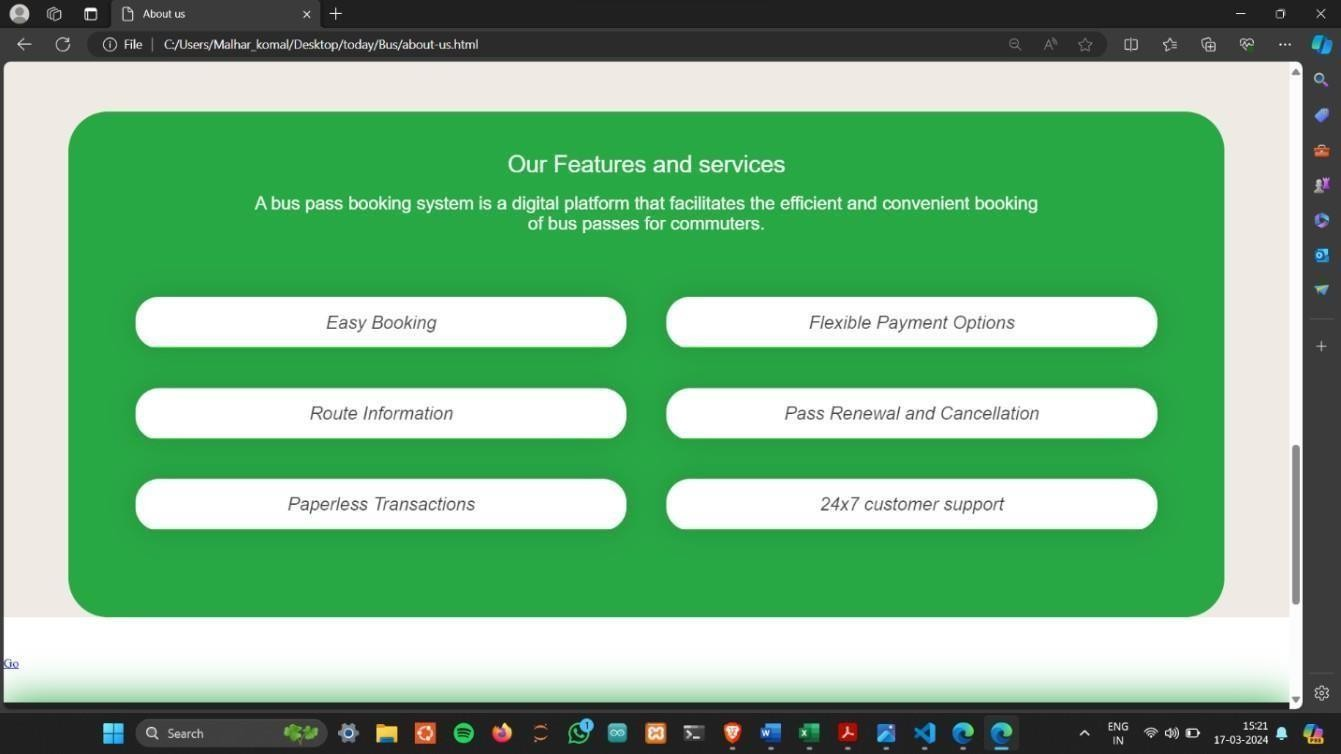 About us
File
C:/Users/Malhar_komal/Desktop/today/Bus/about-us.html
Our Features and services
A bus pass booking system is a digital platform that facilitates the efficient and convenient booking
of bus passes for commuters.
Easy Booking
Flexible Payment Options
Route Information
Pass Renewal and Cancellation
Paperless Transactions
24x7 customer support
Go
Search
1
ENG
IN
15:21
17-03-2024